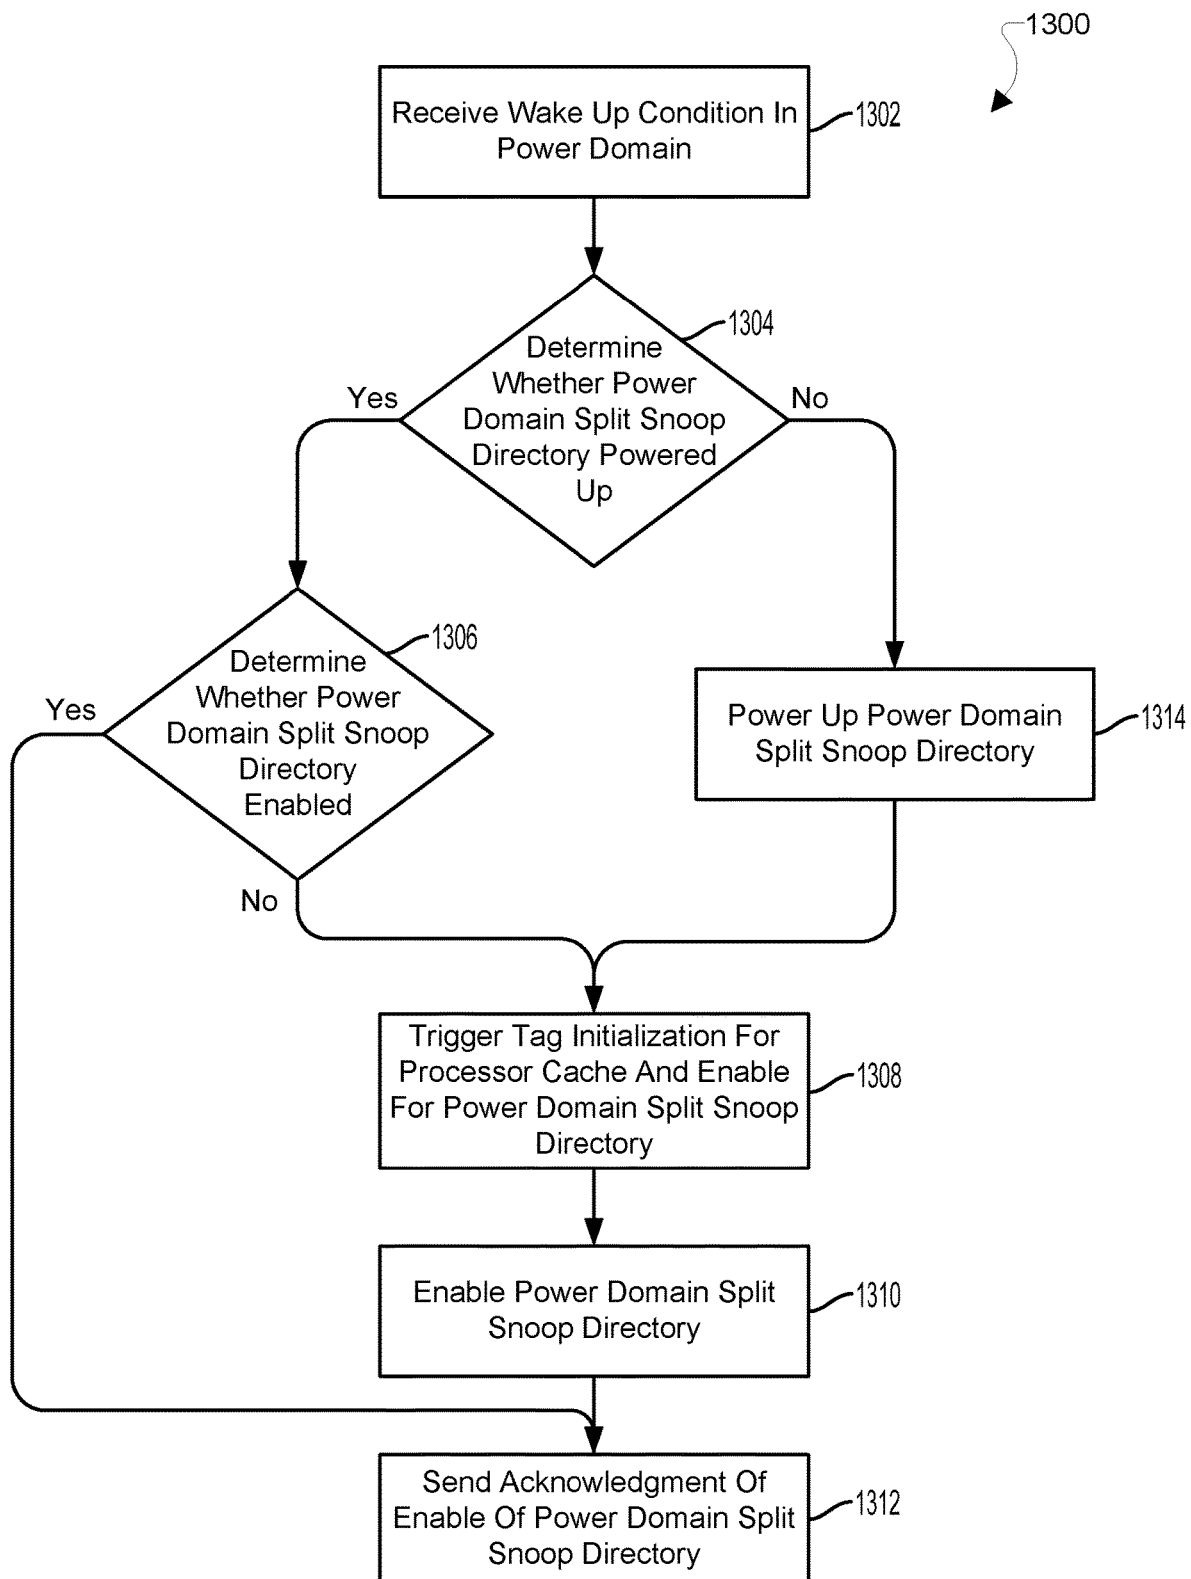 1300
Receive Wake Up Condition In
Power Domain
1302
1304
Determine
Whether Power
Domain Split Snoop
Directory Powered
Up
Yes
No
1306
Determine
Whether Power
Domain Split Snoop
Directory
Enabled
Yes
No
Power Up Power Domain
Split Snoop Directory
1314
Trigger Tag Initialization For
Processor Cache And Enable
For Power Domain Split Snoop
Directory
1308
Enable Power Domain Split
Snoop Directory
1310
Send Acknowledgment Of
Enable Of Power Domain Split
Snoop Directory
1312